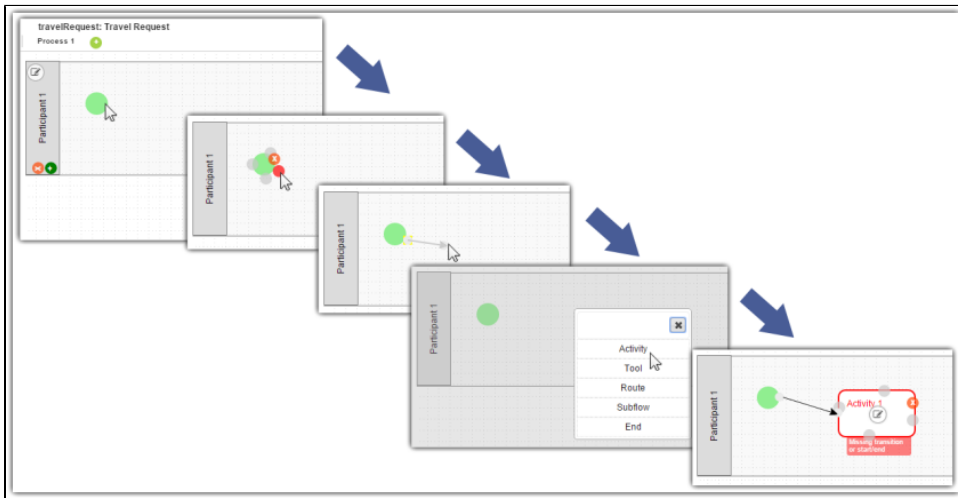 travelRequest: Travel Request
Process 1
Participant 1
Participant 1
Participant 1
Participant 1
Activity
Tool
Route
Subflow
End
Participant 1
Activity 1
Missing transition
or start/end